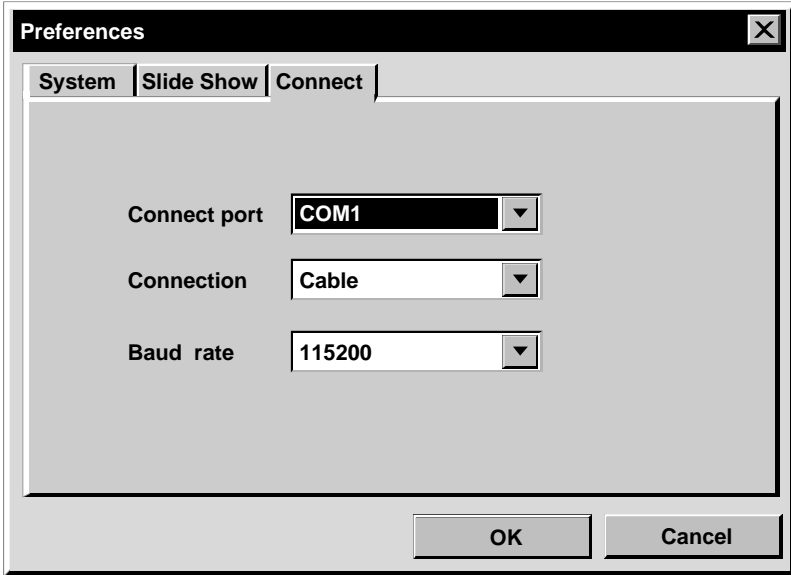 Preferences
System Slide Show Connect
Connect port COM1
Connection Cable
Baud rate 115200
OK Cancel